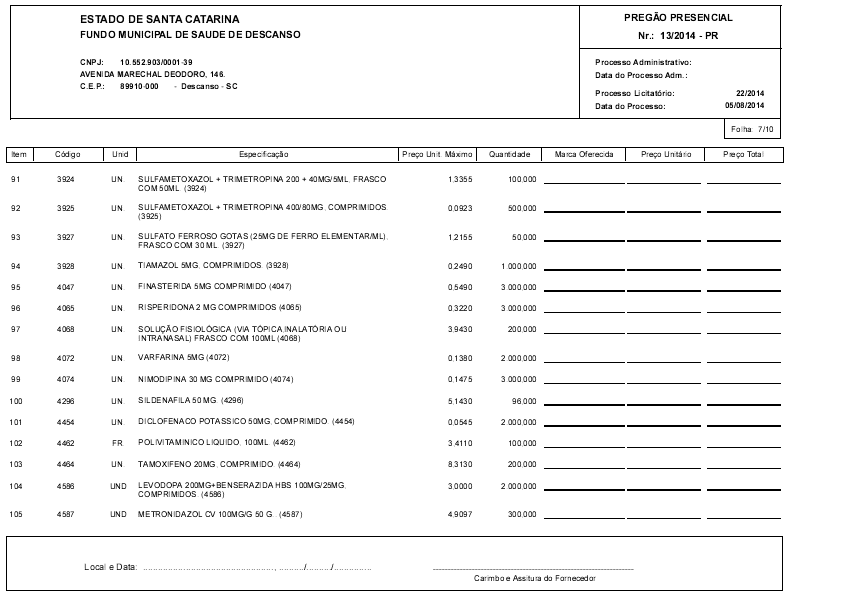 ESTADO DE SANTA CATARINA
FUNDO MUNICIPAL DE SAUDE DE DESCANSO
CNPJ: 10.552.903/0001-39
AVENIDA MARECHAL DEODORO, 146.
C.E.P.: 89910-000 - Descanso - SC
PREGÃO PRESENCIAL
Nr.: 13/2014 - PR
Processo Administrativo:
Data do Processo Adm.:
Processo Licitatório: 22/2014
Data do Processo: 05/08/2014
Folha: 7/10
Item Código Unid Especificação Preço Unit. Máximo Quantidade Marca Oferecida Preço Unitário Preço Total
91 3924 UN. SULFAMETOXAZOL + TRIMETROPINA 200 + 40MG/5ML, FRASCO 1,3355 100,000
COM 50ML. (3924)
92 3925 UN. SULFAMETOXAZOL + TRIMETROPINA 400/80MG, COMPRIMIDOS. 0,0923 500,000
(3925)
93 3927 UN. SULFATO FERROSO GOTAS (25MG DE FERRO ELEMENTAR/ML), 1,2155 50,000
FRASCO COM 30 ML. (3927)
94 3928 UN. TIAMAZOL 5MG, COMPRIMIDOS. (3928) 0,2490 1.000,000
95 4047 UN. FINASTERIDA 5MG COMPRIMIDO (4047) 0,5490 3.000,000
96 4065 UN. RISPERIDONA 2 MG COMPRIMIDOS (4065) 0,3220 3.000,000
97 4068 UN. SOLUÇÃO FISIOLÓGICA (VIA TÓPICA,INALATÓRIA OU 3,9430 200,000
INTRANASAL) FRASCO COM 100ML (4068)
98 4072 UN. VARFARINA 5MG (4072) 0,1380 2.000,000
99 4074 UN. NIMODIPINA 30 MG COMPRIMIDO (4074) 0,1475 3.000,000
100 4296 UN. SILDENAFILA 50 MG. (4296) 5,1430 96,000
101 4454 UN. DICLOFENACO POTASSICO 50MG, COMPRIMIDO. (4454) 0,0545 2.000,000
102 4462 FR. POLIVITAMINICO LIQUIDO, 100ML. (4462) 3,4110 100,000
103 4464 UN. TAMOXIFENO 20MG, COMPRIMIDO. (4464) 8,3130 200,000
104 4586 UND LEVODOPA 200MG+BENSERAZIDA HBS 100MG/25MG, 3,0000 2.000,000
COMPRIMIDOS. (4586)
105 4587 UND METRONIDAZOL CV 100MG/G 50 G. . (4587) 4,9097 300,000
Local e Data: ................................................., ........./........./..............
Carimbo e Assitura do Fornecedor